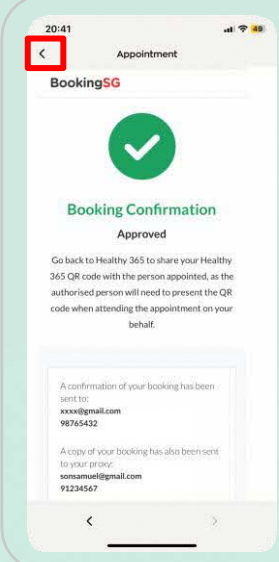 20:41
49
Appointment
BookingSG
Booking Confirmation
Approved
Go back to Healthy 365 to share your Healthy
365 QR code with the person appointed, as the
authorised person will need to present the QR
code when attending the appointment on your
behalf.
A confirmation of your booking has been
sent to:
xxxx@gmail.com
98765432
A copy of your booking has also been sent
to your proxy:
sonsamuel@gmail.com
91234567